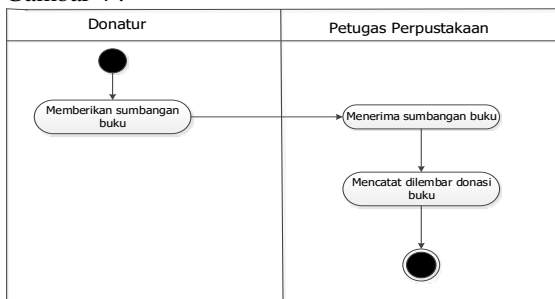 Donatur
Petugas Perpustakaan
Memberikan sumbangan
buku
Menerima sumbangan buku
Mencatat dilembar donasi
buku